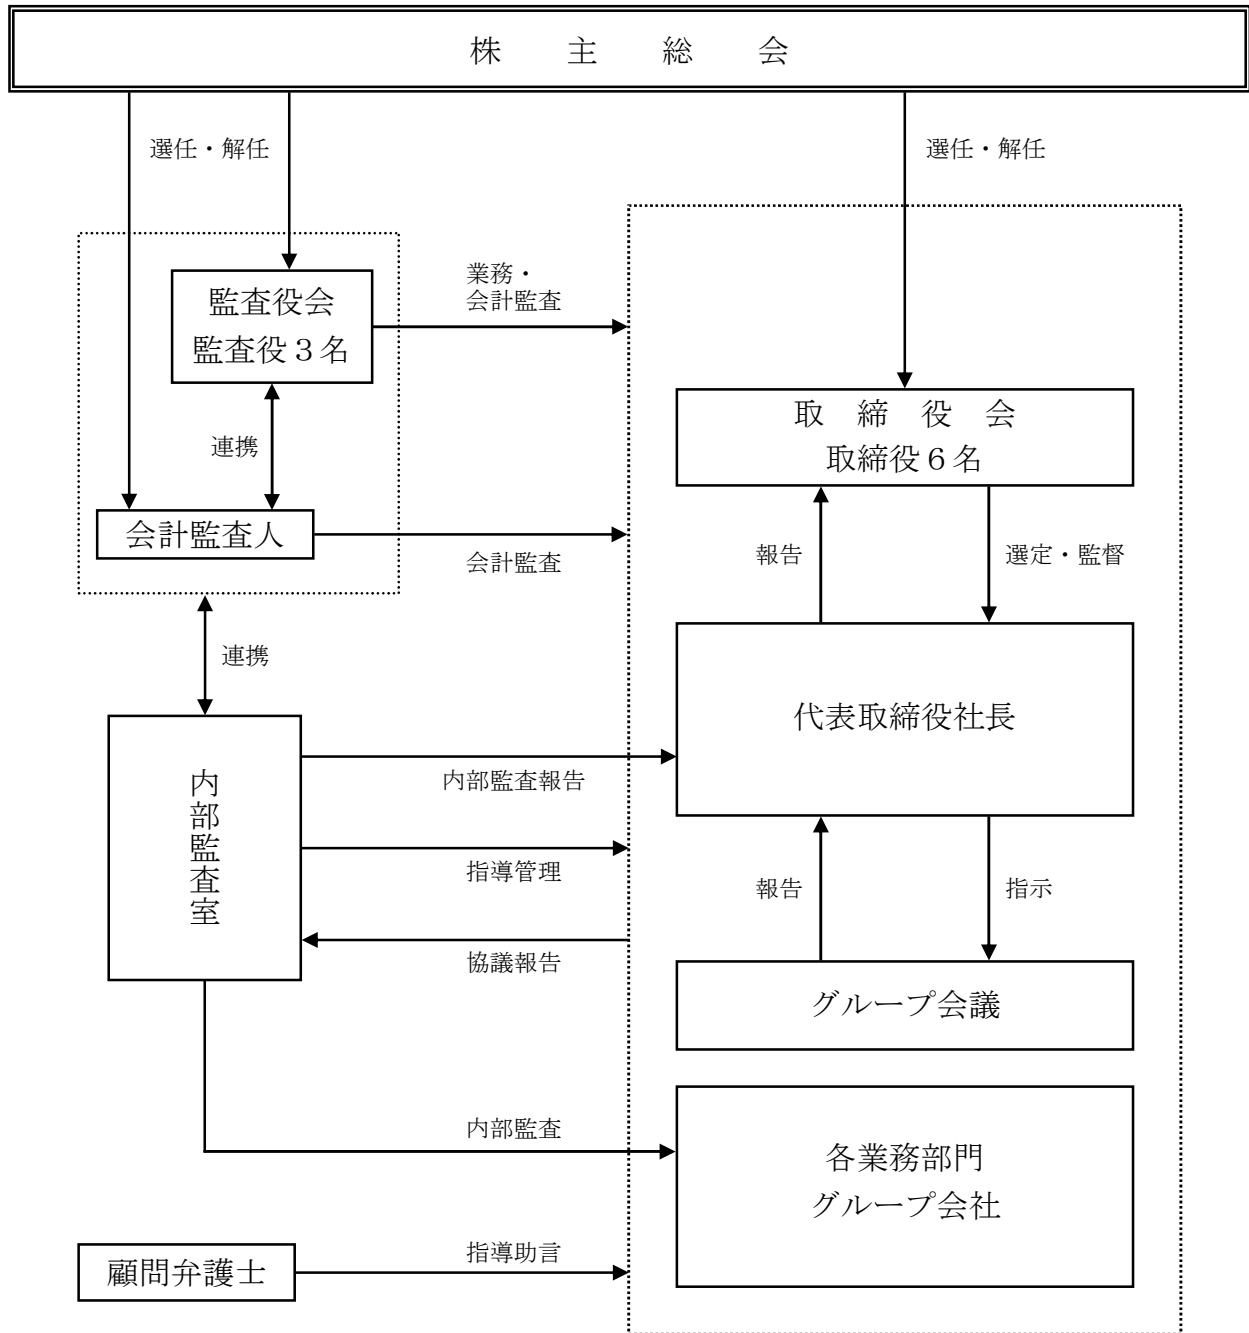 株　主　総　会
選任・解任
選任・解任
監査役会
監査役３名
業務・
会計監査
取　締　役　会
取締役６名
連携
会計監査人
会計監査
報告
選定・監督
連携
代表取締役社長
内部監査室
内部監査報告
指導管理
報告
指示
協議報告
グループ会議
内部監査
各業務部門
グループ会社
顧問弁護士
指導助言